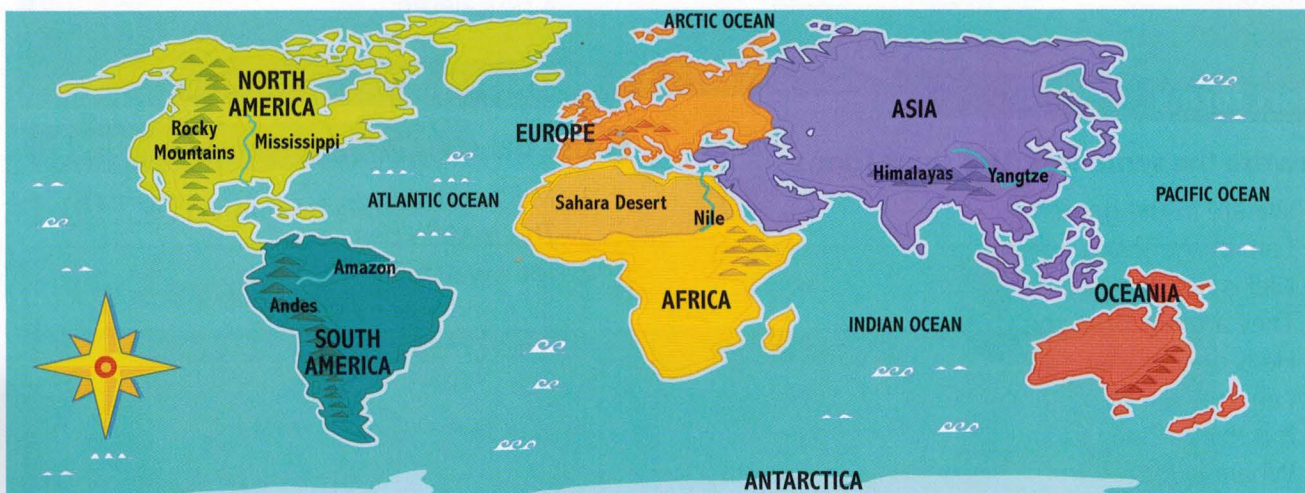 ARCTIC OCEAN
NORTH
AMERICA
Rocky
Mountains
Mississippi
EUROPE
ASIA
Himalayas
Yangtze
ATLANTIC OCEAN
Sahara Desert
Nile
PACIFIC OCEAN
Amazon
Andes
SOUTH
AMERICA
AFRICA
INDIAN OCEAN
OCEANIA
ANTARCTICA